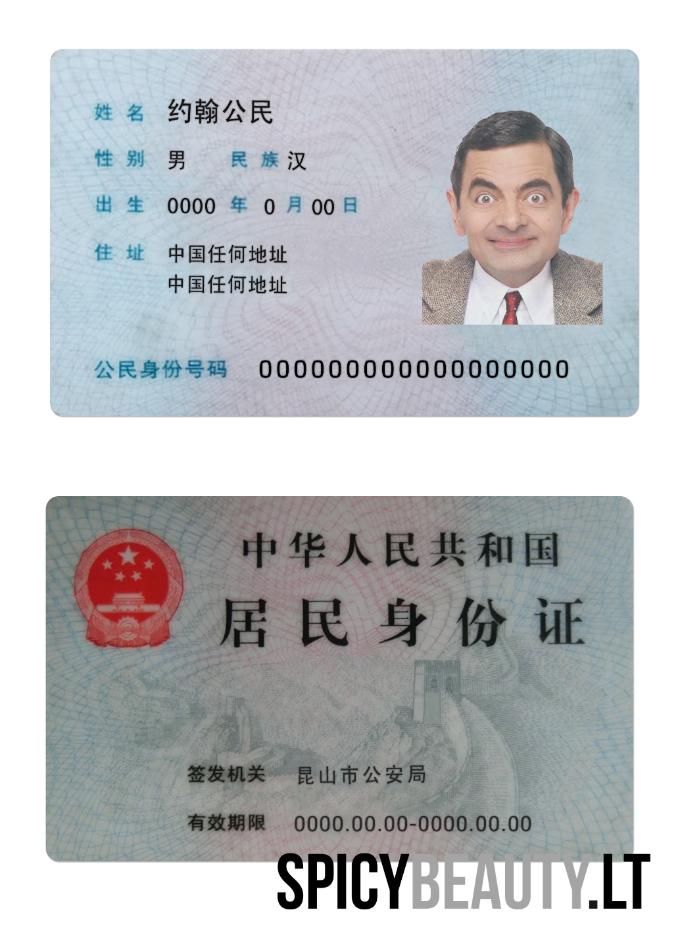 姓名 约翰公民
性别 男 民族 汉
出生 0000 年 0 月 00 日
住址 中国任何地址
中国任何地址
公民身份号码 000000000000000000
中华人民共和国
居民身份证
签发机关 昆山市公安局
有效期限 0000.00.00-0000.00.00
SPICYBEAUTY.LT